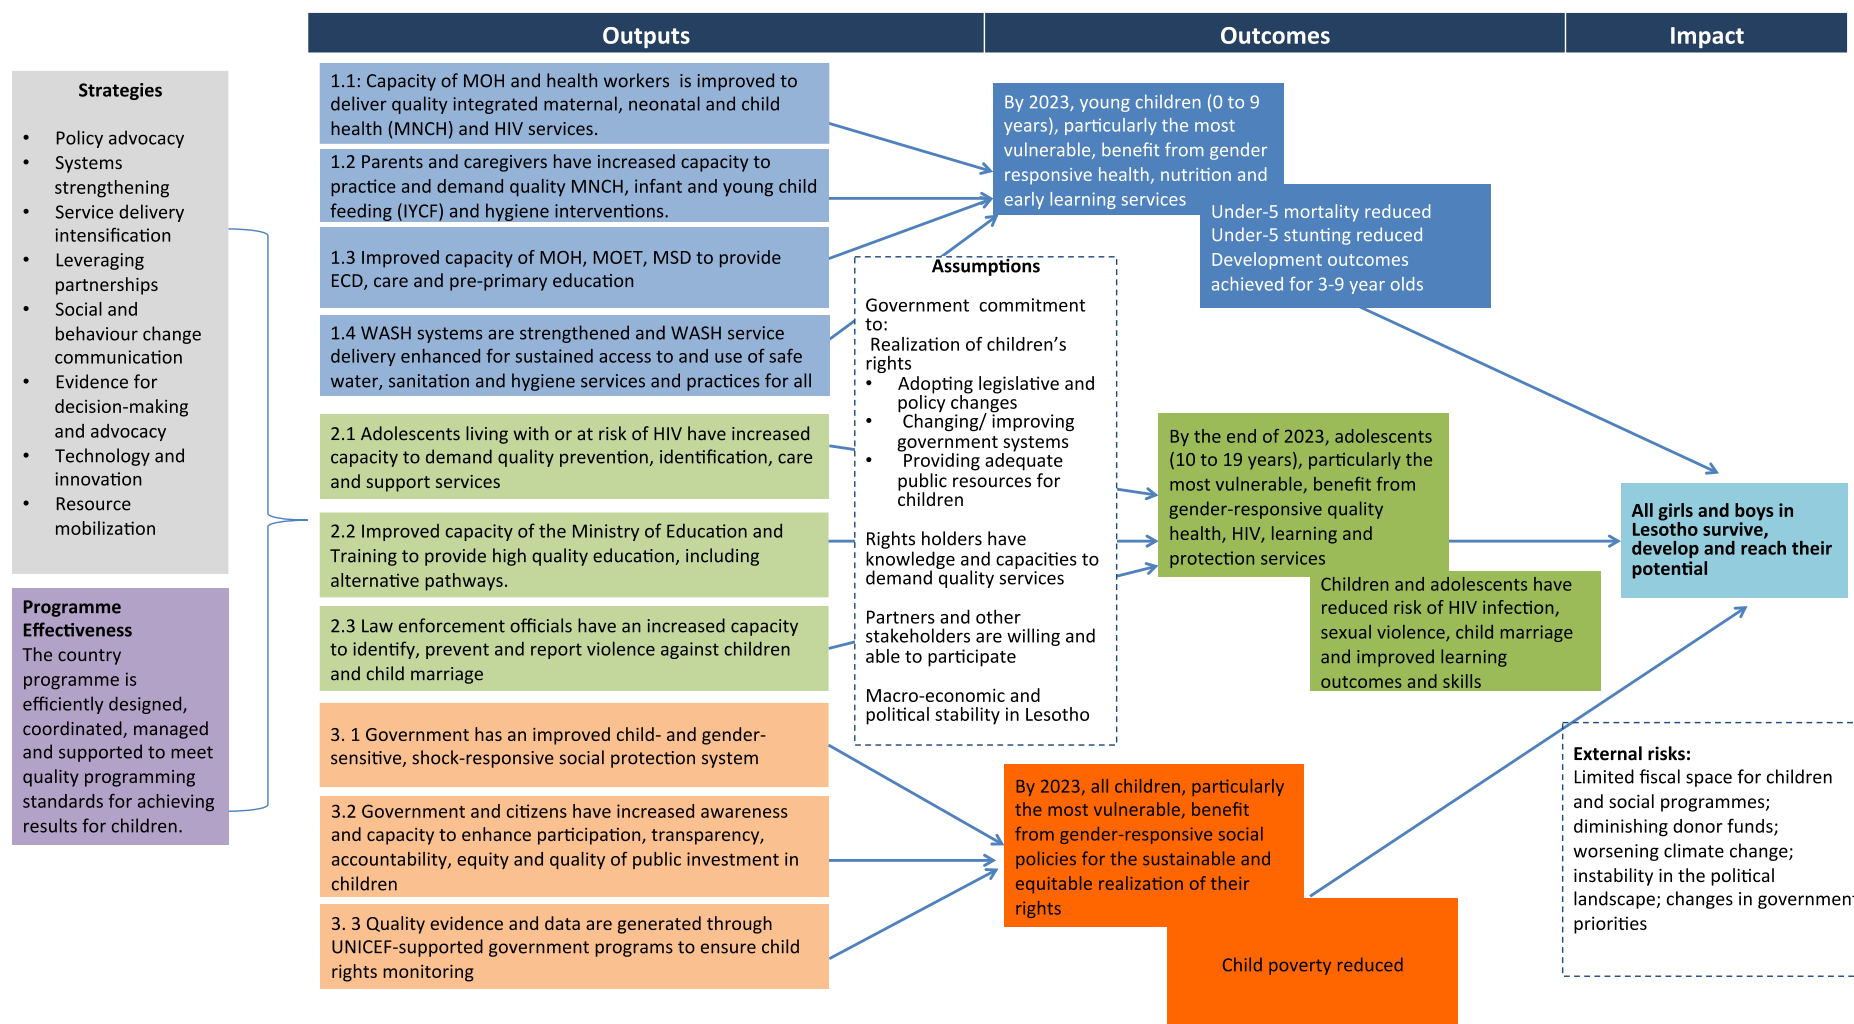 Outputs
Outcomes
Impact
Strategies
• Policy advocacy
• Systems
strengthening
• Service delivery
intensification
• Leveraging
partnerships
• Social and
behaviour change
communication
• Evidence for
decision-making
and advocacy
• Technology and
innovation
• Resource
mobilization
Programme
Effectiveness
The country
programme is
efficiently designed,
coordinated, managed
and supported to meet
quality programming
standards for achieving
results for children.
1.1: Capacity of MOH and health workers is improved to
deliver quality integrated maternal, neonatal and child
health (MNCH) and HIV services.
1.2 Parents and caregivers have increased capacity to
practice and demand quality MNCH, infant and young child
feeding (IYCF) and hygiene interventions.
1.3 Improved capacity of MOH, MOET, MSD to provide
ECD, care and pre-primary education
1.4 WASH systems are strengthened and WASH service
delivery enhanced for sustained access to and use of safe
water, sanitation and hygiene services and practices for all
2.1 Adolescents living with or at risk of HIV have increased
capacity to demand quality prevention, identification, care
and support services
2.2 Improved capacity of the Ministry of Education and
Training to provide high quality education, including
alternative pathways.
2.3 Law enforcement officials have an increased capacity
to identify, prevent and report violence against children
and child marriage
3. 1 Government has an improved child- and gender-
sensitive, shock-responsive social protection system
3.2 Government and citizens have increased awareness
and capacity to enhance participation, transparency,
accountability, equity and quality of public investment in
children
3. 3 Quality evidence and data are generated through
UNICEF-supported government programs to ensure child
rights monitoring
Assumptions
Government commitment
to:
Realization of children's
rights
• Adopting legislative and
policy changes
• Changing/ improving
government systems
• Providing adequate
public resources for
children
Rights holders have
knowledge and capacities to
demand quality services
Partners and other
stakeholders are willing and
able to participate
Macro-economic and
political stability in Lesotho
By 2023, young children (0 to 9
years), particularly the most
vulnerable, benefit from gender
responsive health, nutrition and
early learning services
Under-5 mortality reduced
Under-5 stunting reduced
Development outcomes
achieved for 3-9 year olds
By the end of 2023, adolescents
(10 to 19 years), particularly the
most vulnerable, benefit from
gender-responsive quality
health, HIV, learning and
protection services
Children and adolescents have
reduced risk of HIV infection,
sexual violence, child marriage
and improved learning
outcomes and skills
By 2023, all children, particularly
the most vulnerable, benefit
from gender-responsive social
policies for the sustainable and
equitable realization of their
rights
Child poverty reduced
All girls and boys in
Lesotho survive,
develop and reach their
potential
External risks:
Limited fiscal space for children
and social programmes;
diminishing donor funds;
worsening climate change;
instability in the political
landscape; changes in government
priorities